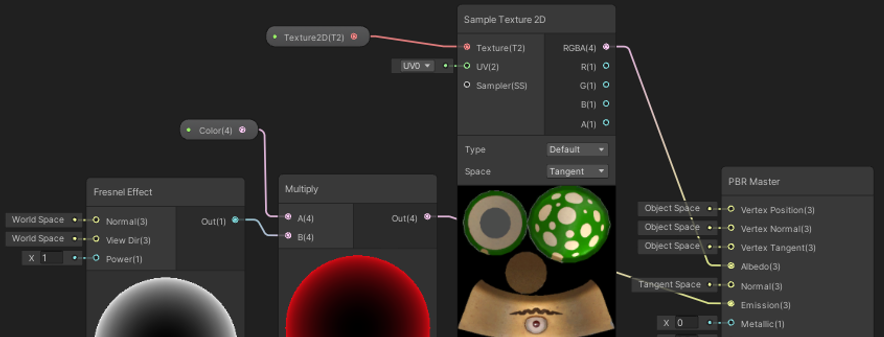 Sample Texture 2D
Texture2D(T2)
Texture(T2)
RGBA(4)
UV0
UV(2)
R(1)
Sampler(SS)
G(1)
B(1)
A(1)
Color(4)
Type
Default
Space
Tangent
Fresnel Effect
World Space
Normal(3)
Out(1)
World Space
View Dir(3)
X 1
Power(1)
Multiply
A(4)
Out(4)
B(4)
PBR Master
Object Space
Vertex Position(3)
Object Space
Vertex Normal(3)
Object Space
Vertex Tangent(3)
Albedo(3)
Tangent Space
Normal(3)
Emission(3)
X 0
Metallic(1)